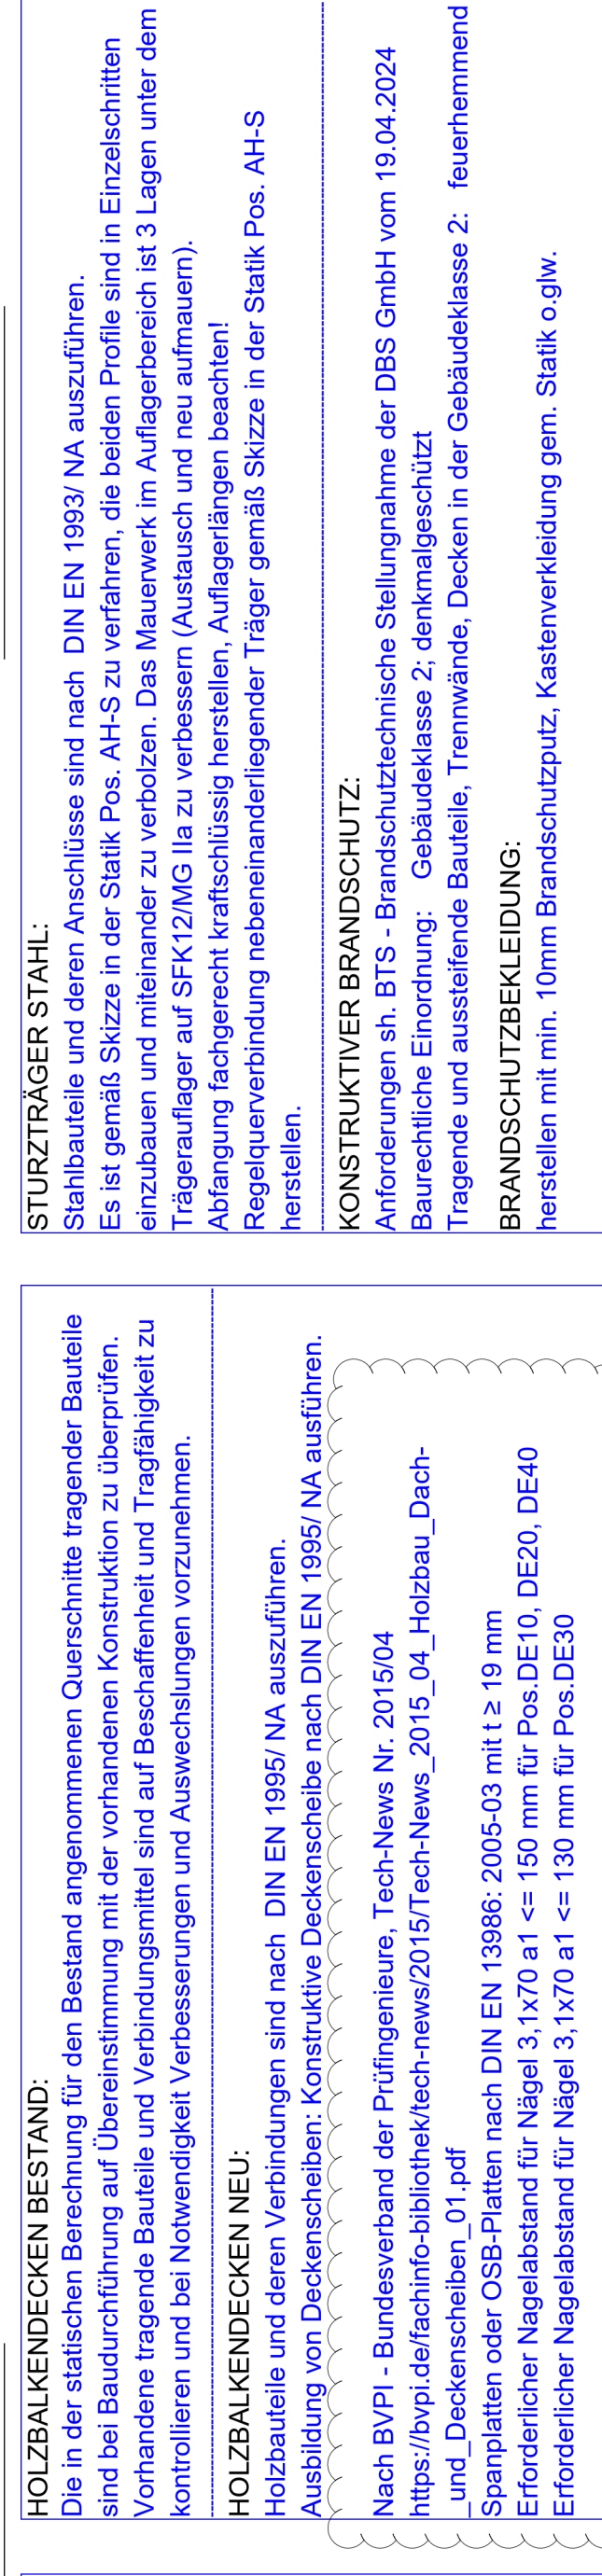 HOLZBALKENDECKEN BESTAND:
Die in der statischen Berechnung für den Bestand angenommenen Querschnitte tragender Bauteile
sind bei Baudurchführung auf Übereinstimmung mit der vorhandenen Konstruktion zu überprüfen.
Vorhandene tragende Bauteile und Verbindungsmittel sind auf Beschaffenheit und Tragfähigkeit zu
kontrollieren und bei Notwendigkeit Verbesserungen und Auswechslungen vorzunehmen.
HOLZBALKENDECKEN NEU:
Holzbauteile und deren Verbindungen sind nach DIN EN 1995/ NA auszuführen.
Ausbildung von Deckenscheiben: Konstruktive Deckenscheibe nach DIN EN 1995/ NA ausführen.
Nach BVPI - Bundesverband der Prüfingenieure, Tech-News Nr. 2015/04
https://bvpi.de/fachinfo-bibliothek/tech-news/2015/Tech-News_2015_04_Holzbau_Dach-
_und_Deckenscheiben_01.pdf
Spanplatten oder OSB-Platten nach DIN EN 13986: 2005-03 mit t ≥ 19 mm
Erforderlicher Nagelabstand für Nägel 3,1x70 a1 <= 150 mm für Pos.DE10, DE20, DE40
Erforderlicher Nagelabstand für Nägel 3,1x70 a1 <= 130 mm für Pos.DE30
STURZTRÄGER STAHL:
Stahlbauteile und deren Anschlüsse sind nach DIN EN 1993/ NA auszuführen.
Es ist gemäß Skizze in der Statik Pos. AH-S zu verfahren, die beiden Profile sind in Einzelschritten
einzubauen und miteinander zu verbolzen. Das Mauerwerk im Auflagerbereich ist 3 Lagen unter dem
Trägerauflager auf SFK12/MG IIa zu verbessern (Austausch und neu aufmauern).
Abfangung fachgerecht kraftschlüssig herstellen, Auflagerlängen beachten!
Regelquerverbindung nebeneinanderliegender Träger gemäß Skizze in der Statik Pos. AH-S
herstellen.
KONSTRUKTIVER BRANDSCHUTZ:
Anforderungen sh. BTS - Brandschutztechnische Stellungnahme der DBS GmbH vom 19.04.2024
Baurechtliche Einordnung: Gebäudeklasse 2; denkmalgeschützt
Tragende und aussteifende Bauteile, Trennwände, Decken in der Gebäudeklasse 2: feuerhemmend
BRANDSCHUTZBEKLEIDUNG:
herstellen mit min. 10mm Brandschutzputz, Kastenverkleidung gem. Statik o.glw.